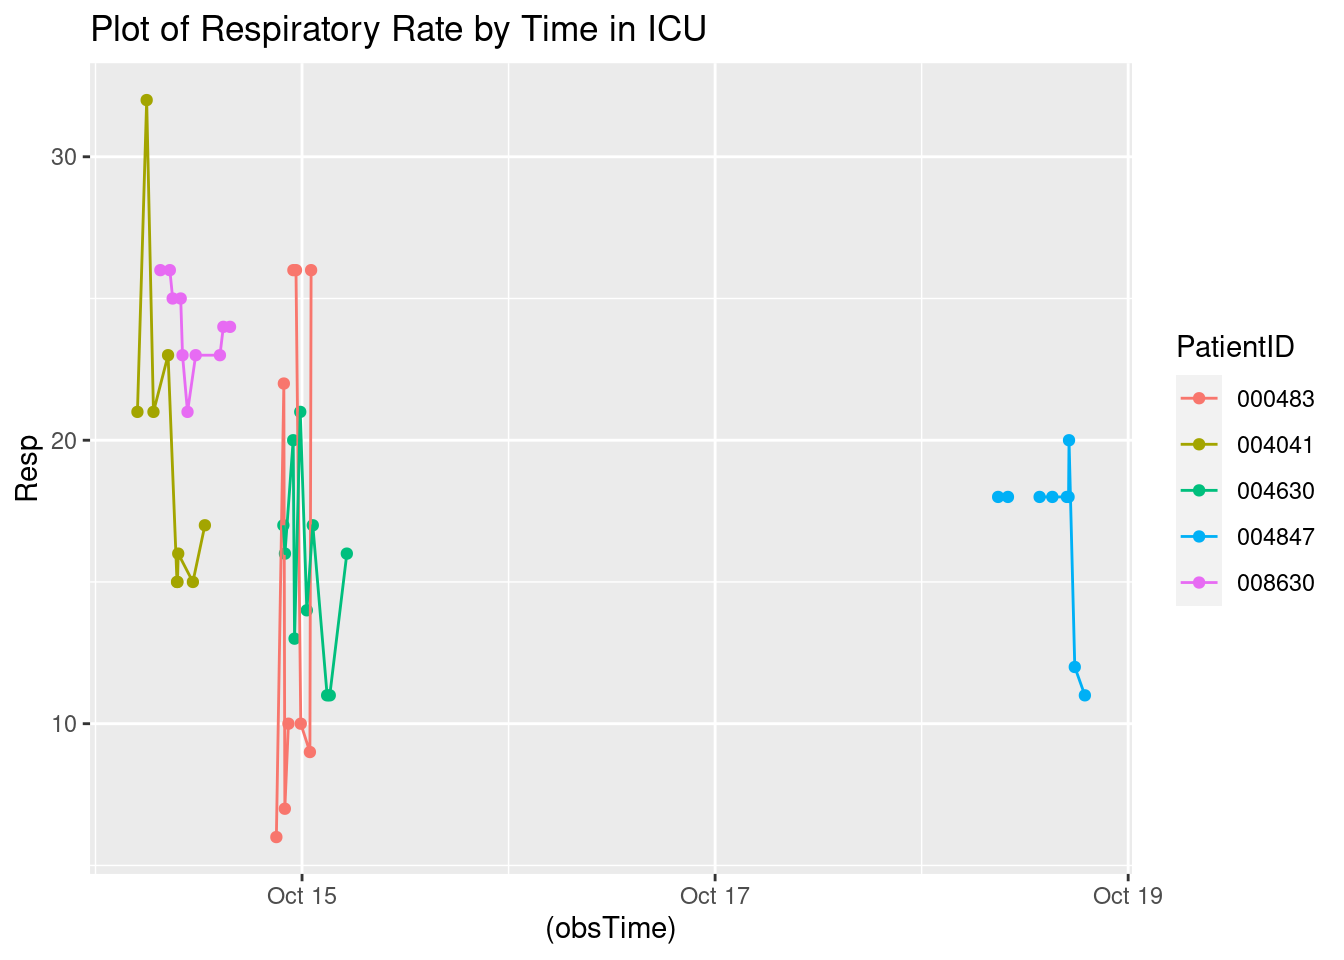 Plot of Respiratory Rate by Time in ICU
Resp
30
20
10
Oct 15
Oct 17
Oct 19
(obsTime)
PatientID
000483
004041
004630
004847
008630